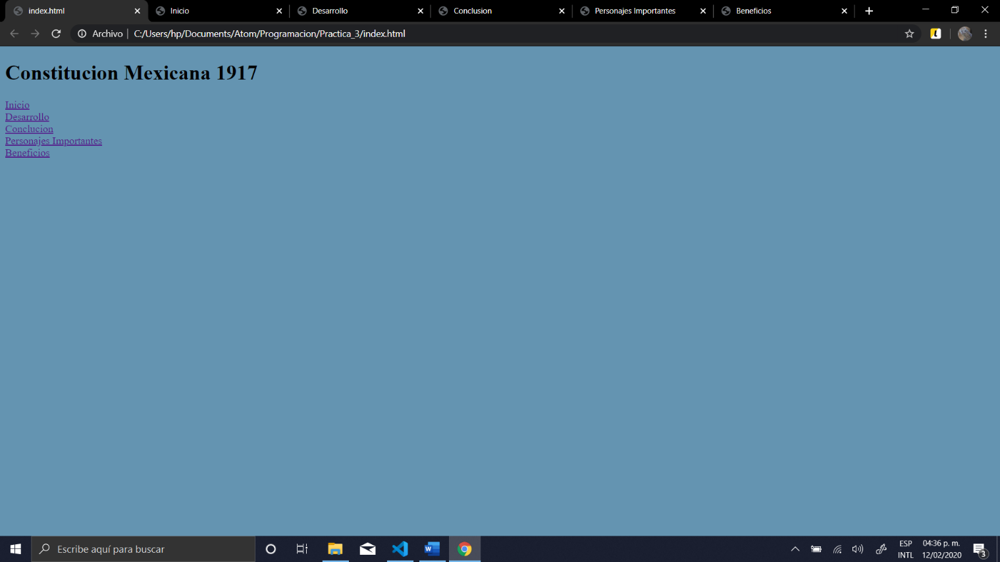 index.html Inicio Desarrollo Conclusion Personajes Importantes Beneficios
Archivo C:/Users/hp/Documents/Atom/Programacion/Practica_3/index.html
Constitucion Mexicana 1917
Inicio
Desarrollo
Conclucion
Personajes Importantes
Beneficios
Escribe aquí para buscar
ESP 04:36 p. m.
INTL 12/02/2020
3